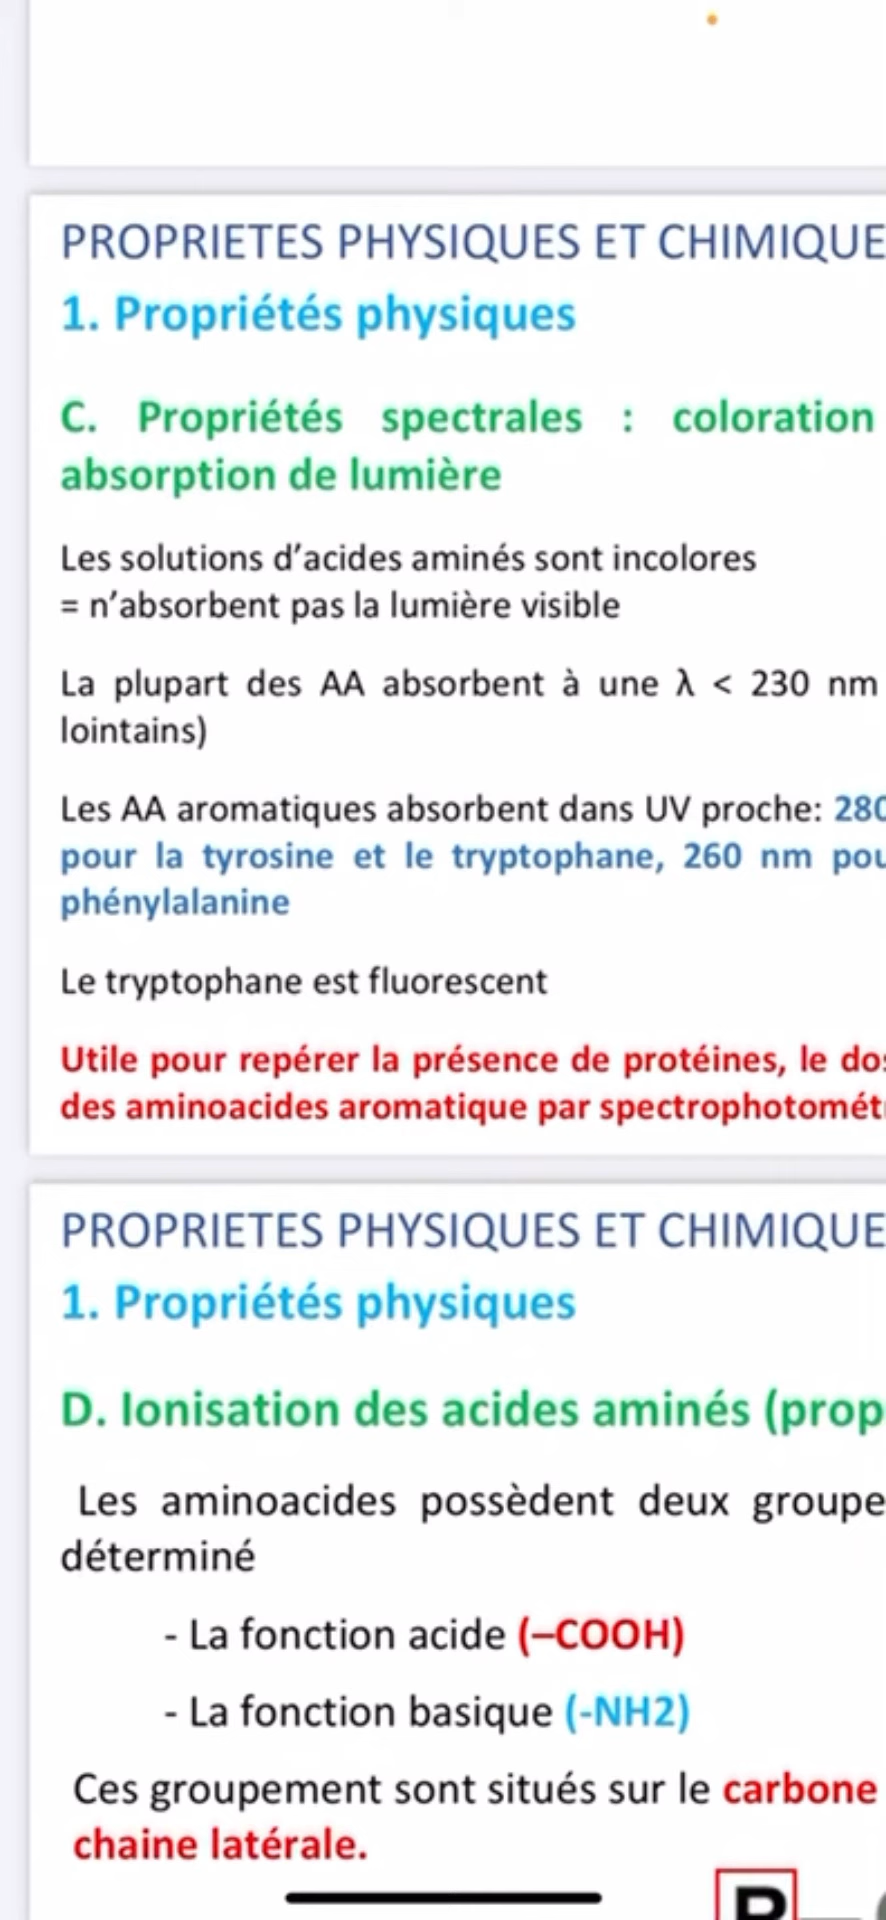 PROPRIETES PHYSIQUES ET CHIMIQUE
1. Propriétés physiques
C. Propriétés spectrales : coloration
absorption de lumière
Les solutions d’acides aminés sont incolores
= n’absorbent pas la lumière visible
La plupart des AA absorbent à une λ < 230 nm
lointains)
Les AA aromatiques absorbent dans UV proche: 280
pour la tyrosine et le tryptophane, 260 nm pou
phénylalanine
Le tryptophane est fluorescent
Utile pour repérer la présence de protéines, le dos
des aminoacides aromatique par spectrophotomét
PROPRIETES PHYSIQUES ET CHIMIQUE
1. Propriétés physiques
D. Ionisation des acides aminés (prop
Les aminoacides possèdent deux groupe
déterminé
- La fonction acide (–COOH)
- La fonction basique (-NH2)
Ces groupement sont situés sur le carbone
chaine latérale.
R